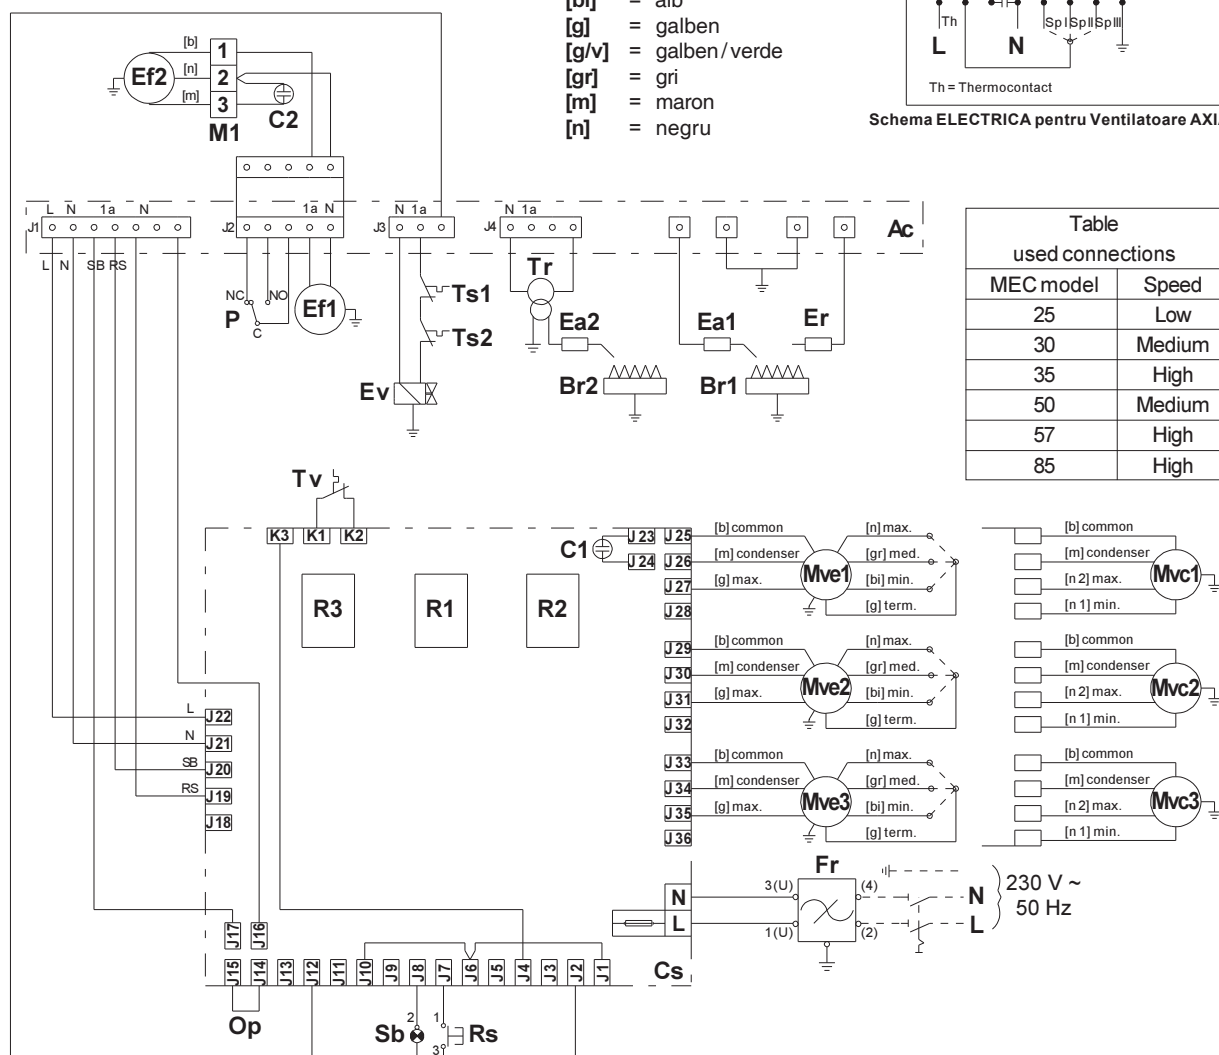 [bi] = alb
[g] = galben
[g/v] = galben/verde
[gr] = gri
[m] = maron
[n] = negru
Th SpI SpII SpIII
L N
Th = Thermocontact
Schema ELECTRICA pentru Ventilatoare
[b] 1
Ef2 [n] 2
[m] 3
M1 C2
L N 1a N
J1
1a N
J2
N 1a
J3
N 1a
J4
Ac
L N SB RS
NC NO
P C
Ef1
Ts1
Ts2
Ev
Tr
Ea2
Br2
Ea1
Br1
Er
Table
used connections
MEC model Speed
25 Low
30 Medium
35 High
50 Medium
57 High
85 High
Tv
K3 K1 K2
C1
R3 R1 R2
J23 J25
J24 J26
J27
J28
J29
J30
J31
J32
J33
J34
J35
J36
[b] common [n] max.
[m] condenser [gr] med.
[g] max. [bi] min.
[g] term.
Mve1
[b] common [n] max.
[m] condenser [gr] med.
[g] max. [bi] min.
[g] term.
Mve2
[b] common [n] max.
[m] condenser [gr] med.
[g] max. [bi] min.
[g] term.
Mve3
[b] common
[m] condenser
[n 2] max.
[n 1] min.
Mvc1
[b] common
[m] condenser
[n 2] max.
[n 1] min.
Mvc2
[b] common
[m] condenser
[n 2] max.
[n 1] min.
Mvc3
L J22
N J21
SB J20
RS J19
J18
N
L
Fr
3(U) (4)
1(U) (2)
N
L
230 V ~
50 Hz
J17 J16
J15 J14 J13 J12 J11 J10 J9 J8 J7 J6 J5 J4 J3 J2 J1
Cs
Op
2 1
Sb Rs
3